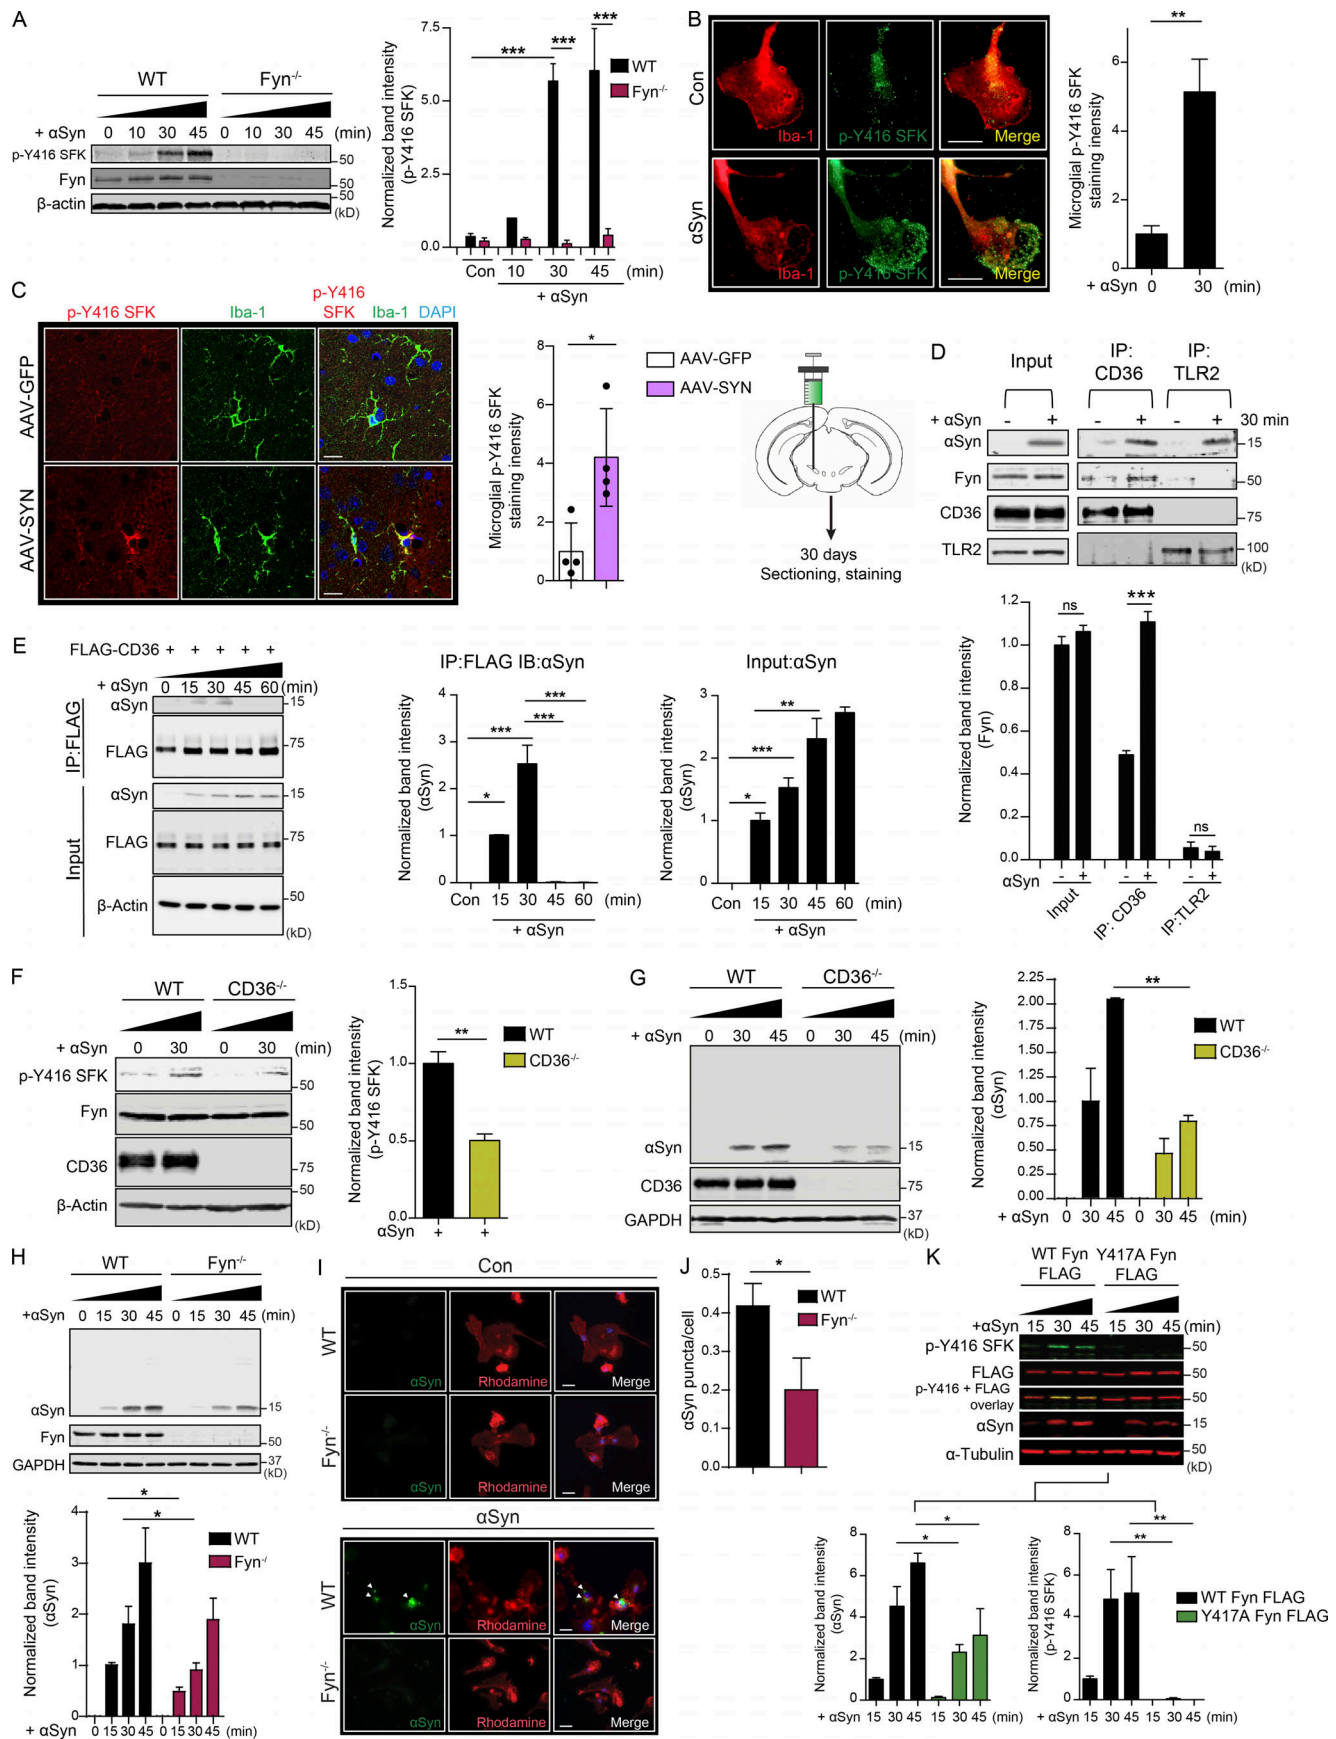 A
WT
Fyn-/-
+ αSyn
0 10 30 45 0 10 30 45 (min)
p-Y416 SFK
50
Fyn
50
β-actin
50
(kD)
Normalized band intensity
(p-Y416 SFK)
7.5
5.0
2.5
0.0
***
***
***
WT
Fyn-/-
Con 10 30 45 (min)
+ αSyn
B
Con
Iba-1
p-Y416 SFK
Merge
αSyn
Iba-1
p-Y416 SFK
Merge
Microglial p-Y416 SFK
staining inensity
6
4
2
0
**
+ αSyn 0 30 (min)
C
p-Y416 SFK
Iba-1
p-Y416
SFK Iba-1 DAPI
AAV-GFP
AAV-SYN
Microglial p-Y416 SFK
staining inensity
8
6
4
2
0
*
AAV-GFP
AAV-SYN
30 days
Sectioning, staining
D
Input
IP:
CD36
IP:
TLR2
+ αSyn - + - + - + 30 min
αSyn
15
Fyn
50
CD36
75
TLR2
100
(kD)
Normalized band intensity
(Fyn)
1.2
1.0
0.8
0.6
0.4
0.2
0.0
ns
***
ns
αSyn - + - + - +
Input
IP: CD36
IP:TLR2
E
FLAG-CD36 + + + + +
+ αSyn
0 15 30 45 60 (min)
IP:FLAG
αSyn
15
FLAG
75
Input
αSyn
15
FLAG
75
β-Actin
50
(kD)
IP:FLAG IB:αSyn
Normalized band intensity
(αSyn)
4
3
2
1
0
*
***
***
***
Con 15 30 45 60 (min)
+ αSyn
Input:αSyn
Normalized band intensity
(αSyn)
3
2
1
0
*
***
**
Con 15 30 45 60 (min)
+ αSyn
F
WT
CD36-/-
+ αSyn 0 30 0 30 (min)
p-Y416 SFK
50
Fyn
50
CD36
75
β-Actin
50
(kD)
Normalized band intensity
(p-Y416 SFK)
1.5
1.0
0.5
0.0
**
WT
CD36-/-
αSyn + +
G
WT
CD36-/-
+ αSyn 0 30 45 0 30 45 (min)
αSyn
15
CD36
75
GAPDH
37
(kD)
Normalized band intensity
(αSyn)
2.25
2.00
1.25
1.00
0.75
0.50
0.25
0.00
**
WT
CD36-/-
+ αSyn 0 30 45 0 30 45 (min)
H
WT
Fyn-/-
+αSyn 0 15 30 45 0 15 30 45 (min)
αSyn
15
Fyn
50
GAPDH
37
(kD)
Normalized band intensity
(αSyn)
4
3
2
1
0
*
*
WT
Fyn-/-
+ αSyn 0 15 30 45 0 15 30 45 (min)
I
Con
WT
αSyn
Rhodamine
Merge
Fyn-/-
αSyn
Rhodamine
Merge
αSyn
WT
αSyn
Rhodamine
Merge
Fyn-/-
αSyn
Rhodamine
Merge
J
αSyn puncta/cell
0.5
0.4
0.3
0.2
0.1
0.0
*
WT
Fyn-/-
K
WT Fyn
FLAG
Y417A Fyn
FLAG
+αSyn
15 30 45 15 30 45 (min)
p-Y416 SFK
50
FLAG
50
p-Y416 + FLAG
overlay
50
αSyn
15
α-Tubulin
50
(kD)
Normalized band intensity
(αSyn)
8
6
4
2
0
*
*
+ αSyn 15 30 45 15 30 45 (min)
Normalized band intensity
(p-Y416 SFK)
8
6
4
2
0
**
**
+ αSyn 15 30 45 15 30 45 (min)
WT Fyn FLAG
Y417A Fyn FLAG